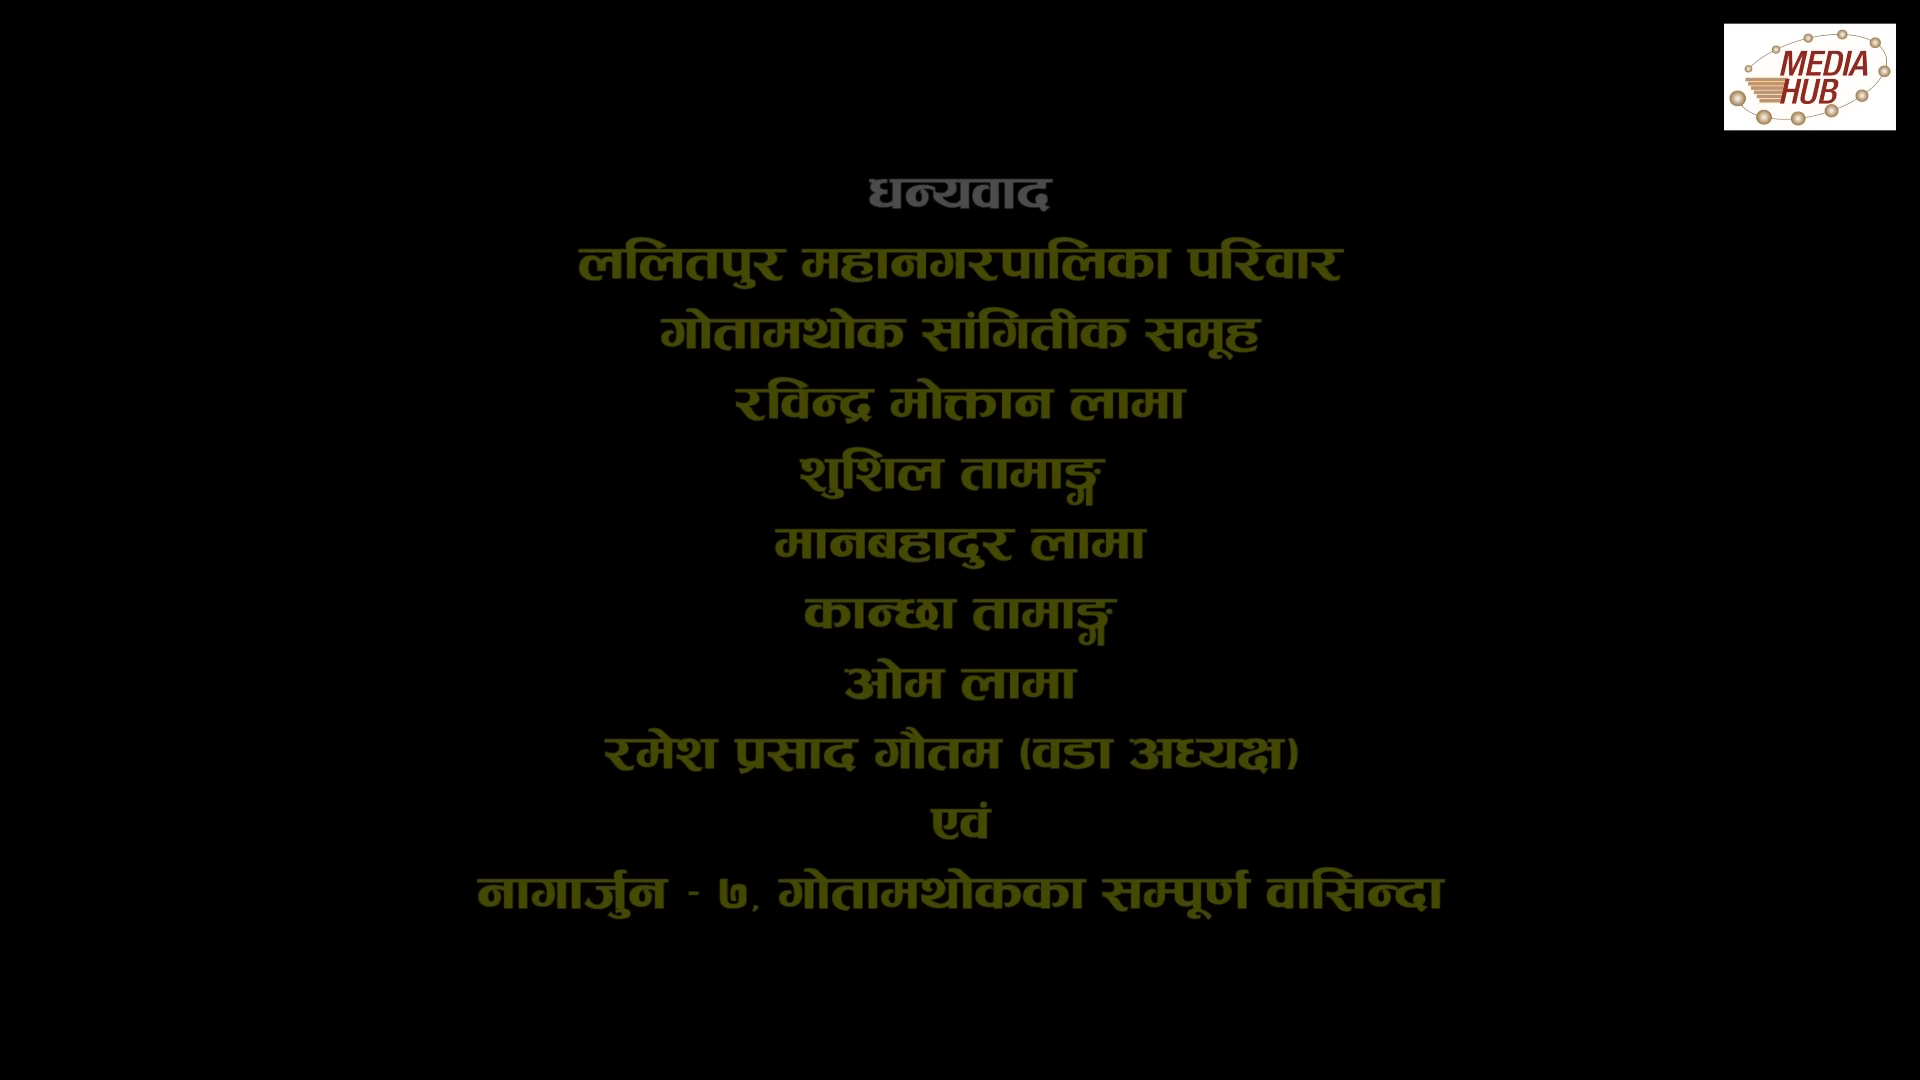 MEDIA
HUB
धन्यवाद
ललितपुर महानगरपालिका परिवार
गोतामथोक सांगितीक समूह
रविन्द्र मोक्तान लामा
शुशिल तामाङ्ग
मानबहादुर लामा
कान्छा तामाङ्ग
ओम लामा
रमेश प्रसाद गौतम (वडा अध्यक्ष)
एवं
नागार्जुन - ७, गोतामथोकका सम्पूर्ण वासिन्दा